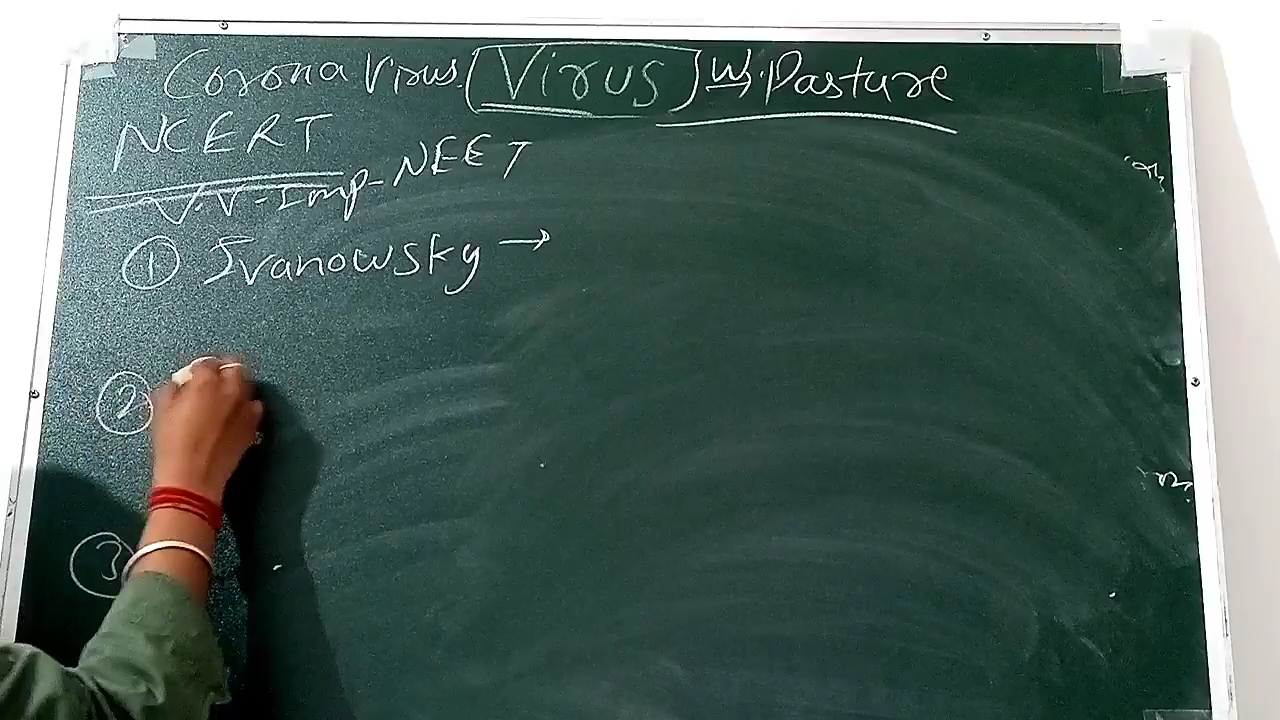 Corona Virus. (Virus) W. Pasture
NCERT
V.V.Imp-NEET
① Ivanowsky →
②
③